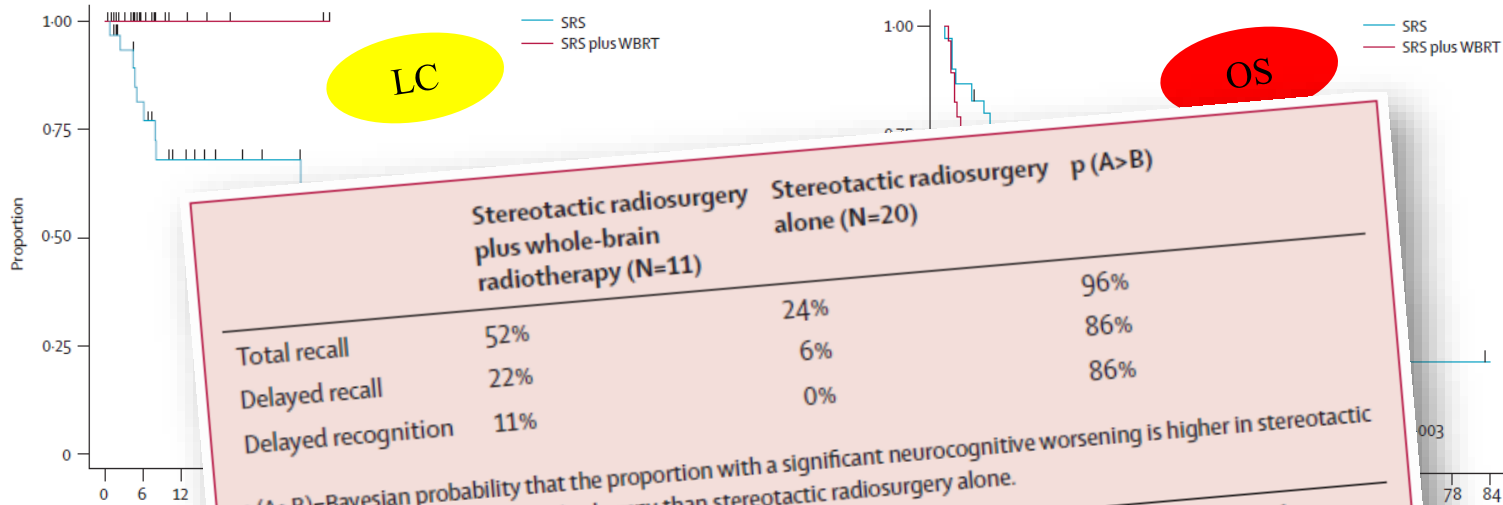 1·00
0·75
0·50
0·25
0
Proportion
0 6 12
SRS
SRS plus WBRT
LC
1·00
SRS
SRS plus WBRT
OS
003
78 84
Stereotactic radiosurgery plus whole-brain radiotherapy (N=11) Stereotactic radiosurgery alone (N=20) p (A>B)
Total recall 52% 24% 96%
Delayed recall 22% 6% 86%
Delayed recognition 11% 0% 86%
Bayesian probability that the proportion with a significant neurocognitive worsening is higher in stereotactic
than stereotactic radiosurgery alone.